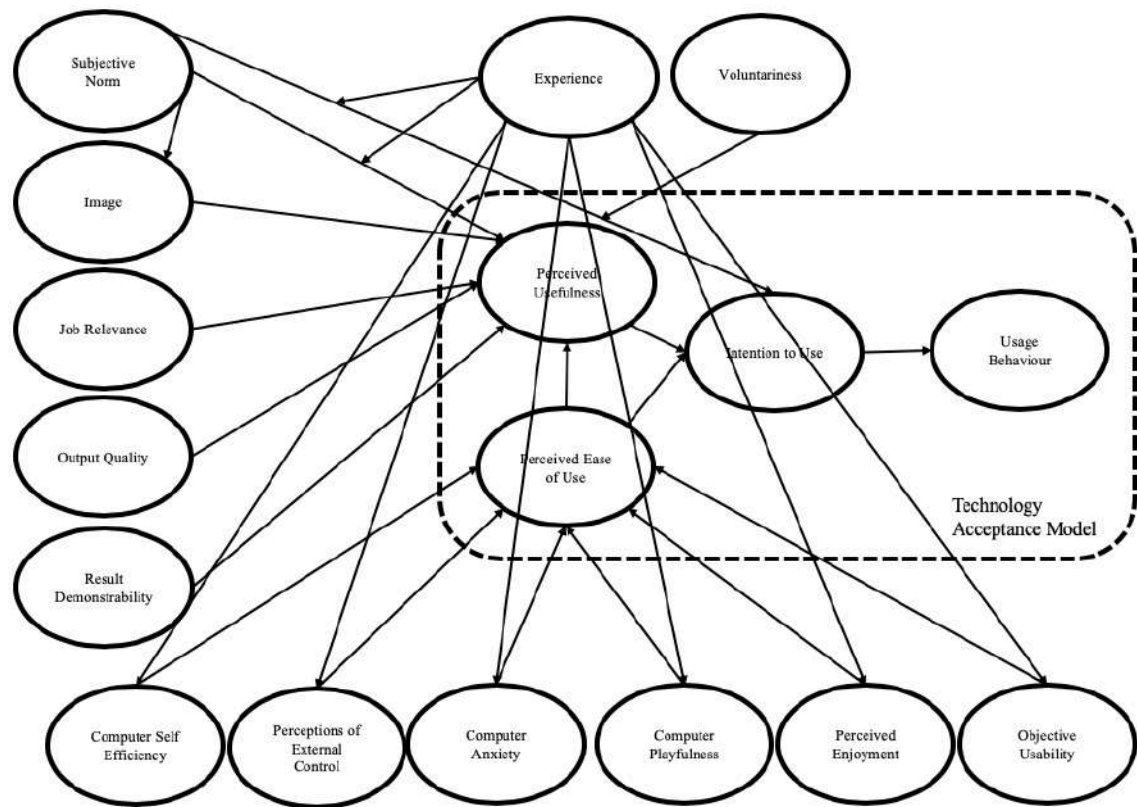 Subjective
Norm
Experience
Voluntariness
Image
Perceived
Usefulness
Job Relevance
Intention to Use
Usage
Behaviour
Output Quality
Perceived Ease
of Use
Technology
Acceptance Model
Result
Demonstrability
Computer Self
Efficiency
Perceptions of
External
Control
Computer
Anxiety
Computer
Playfulness
Perceived
Enjoyment
Objective
Usability